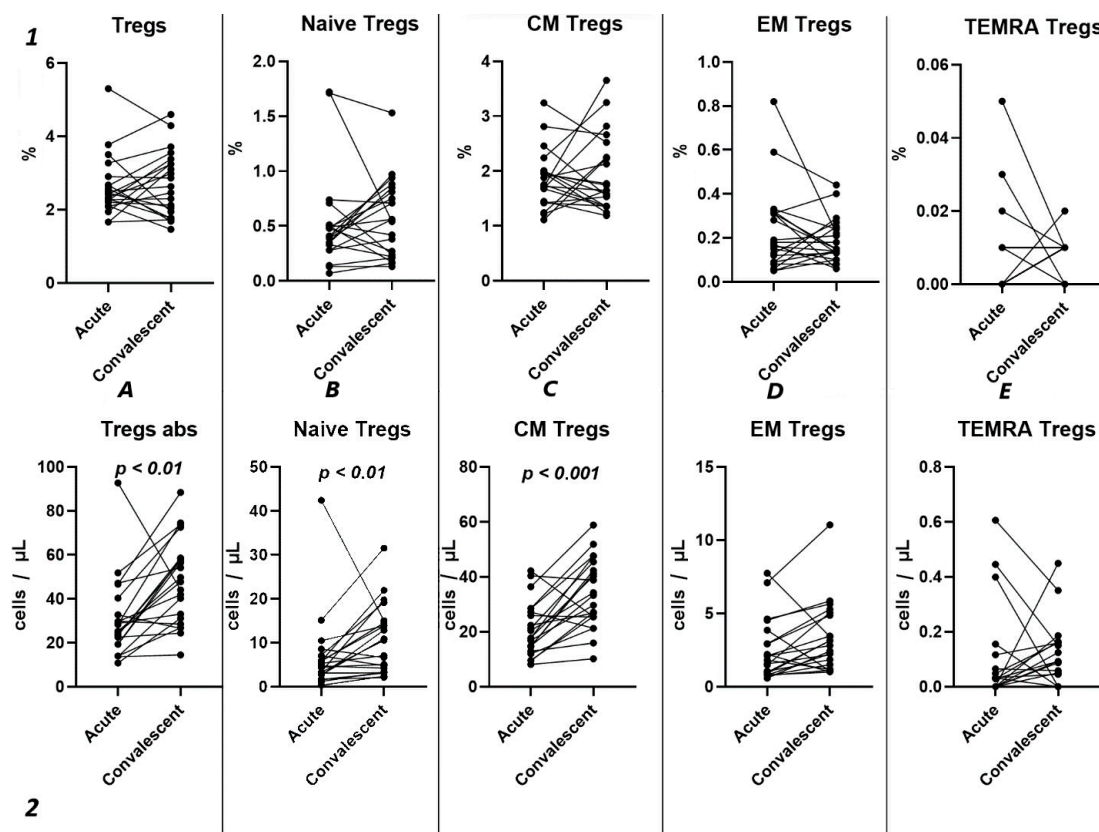 1
Tregs
Naive Tregs
CM Tregs
EM Tregs
TEMRA Tregs
%
6
4
2
0
Acute
Convalescent
%
2.0
1.5
1.0
0.5
0.0
Acute
Convalescent
%
4
3
2
1
0
Acute
Convalescent
%
1.0
0.8
0.6
0.4
0.2
0.0
Acute
Convalescent
%
0.06
0.04
0.02
0.00
Acute
Convalescent
A
B
C
D
E
Tregs abs
Naive Tregs
CM Tregs
EM Tregs
TEMRA Tregs
p < 0.01
cells / µL
100
80
60
40
20
0
Acute
Convalescent
p < 0.01
cells / µL
50
40
30
20
10
0
Acute
Convalescent
p < 0.001
cells / µL
80
60
40
20
0
Acute
Convalescent
cells / µL
15
10
5
0
Acute
Convalescent
cells / µL
0.8
0.6
0.4
0.2
0.0
Acute
Convalescent
2